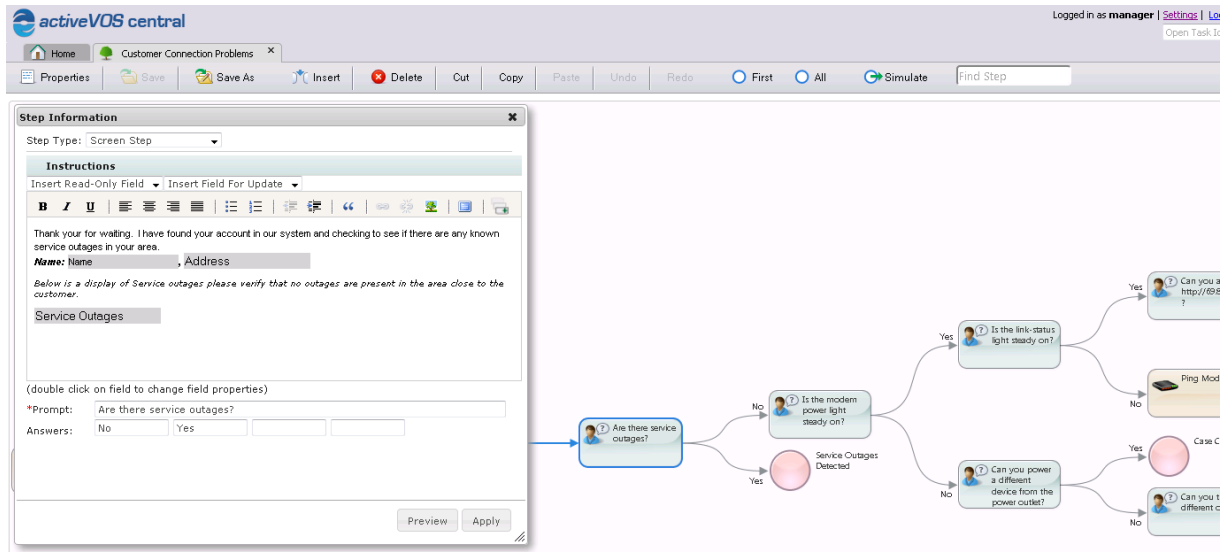 activeVOS central
Logged in as manager | Settings | Lo
Open Task Id
Home
Customer Connection Problems
Properties
Save
Save As
Insert
Delete
Cut
Copy
Paste
Undo
Redo
First
All
Simulate
Find Step
Step Information
Step Type: Screen Step
Instructions
Insert Read-Only Field
Insert Field For Update
B I U
Thank your for waiting. I have found your account in our system and checking to see if there are any known
service outages in your area.
Name: Name , Address
Below is a display of Service outages please verify that no outages are present in the area close to the
customer.
Service Outages
(double click on field to change field properties)
*Prompt: Are there service outages?
Answers: No Yes
Preview Apply
Are there service
outages?
No
Yes
Is the modem
power light
steady on?
Service Outages
Detected
Yes
No
Is the link-status
light steady on?
Can you power
a different
device from the
power outlet?
Yes
No
Can you a
http://69.8
?
Ping Mod
Yes
No
Case C
Can you t
different o